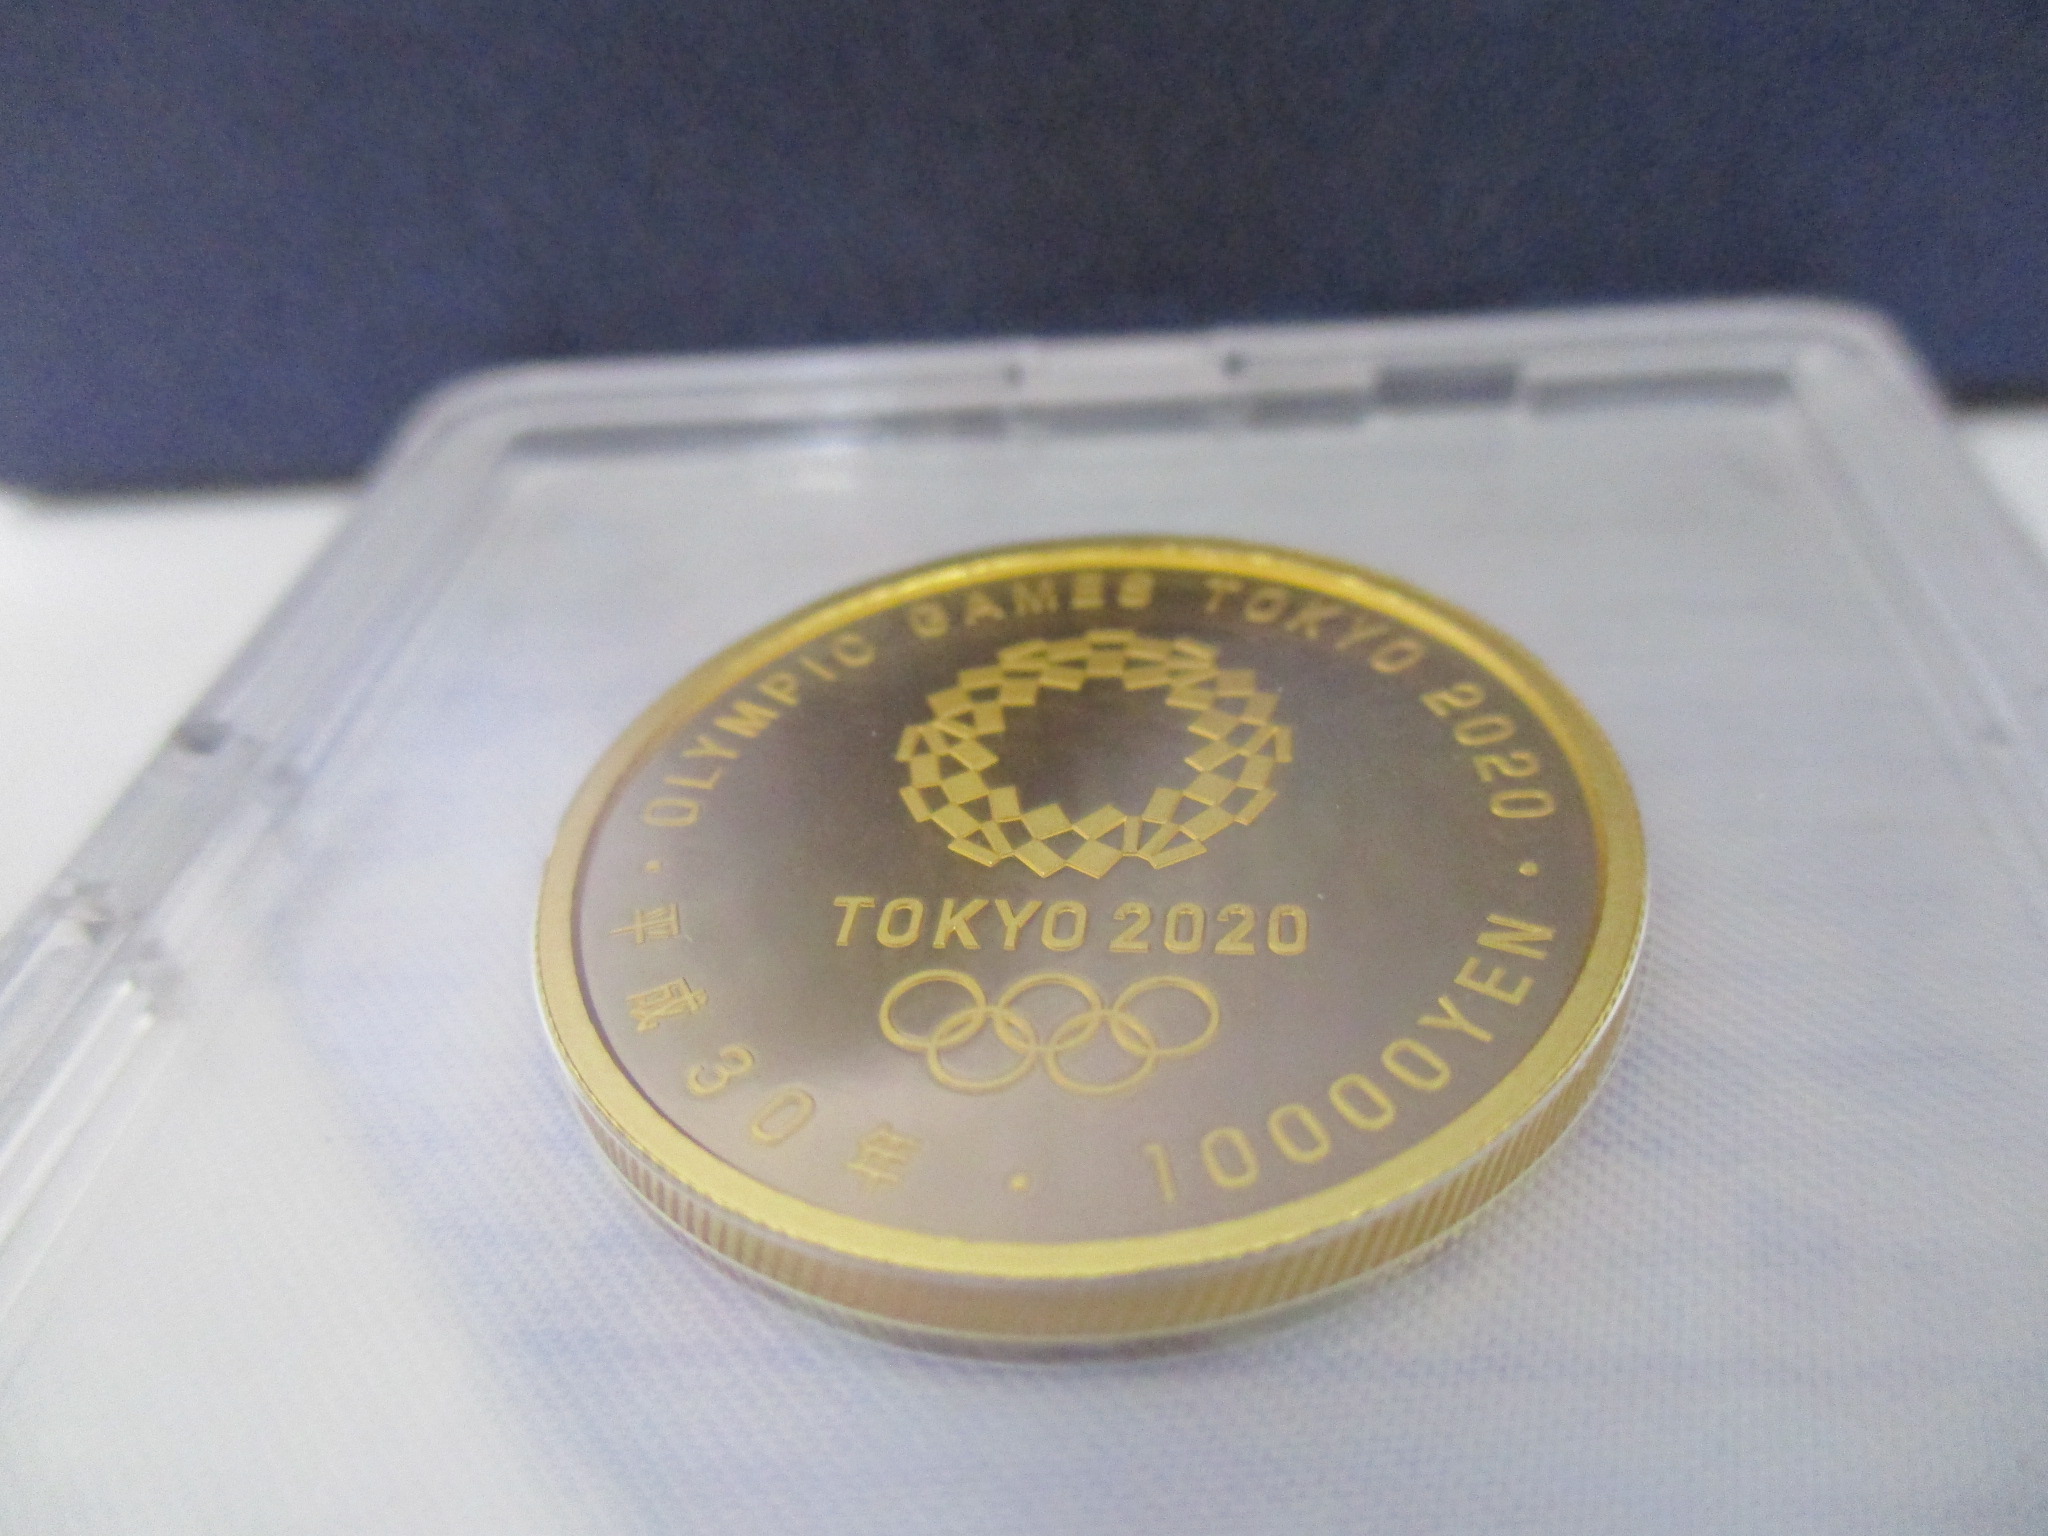 OLYMPIC GAMES TOKYO 2020
TOKYO 2020
平成30年
10000YEN